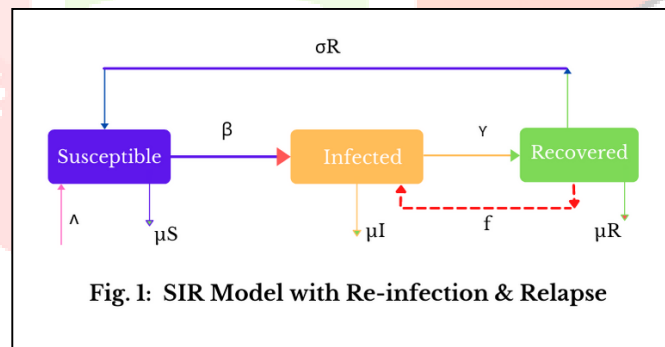 σR
β
γ
Susceptible
Infected
Recovered
Λ
μS
μI
f
μR
Fig. 1: SIR Model with Re-infection & Relapse